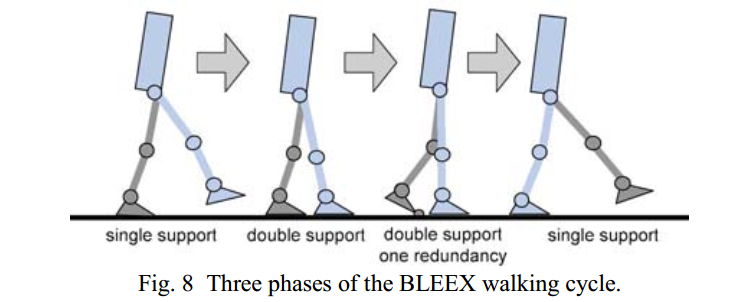 single support
double support
double support
one redundancy
single support
Fig. 8 Three phases of the BLEEX walking cycle.